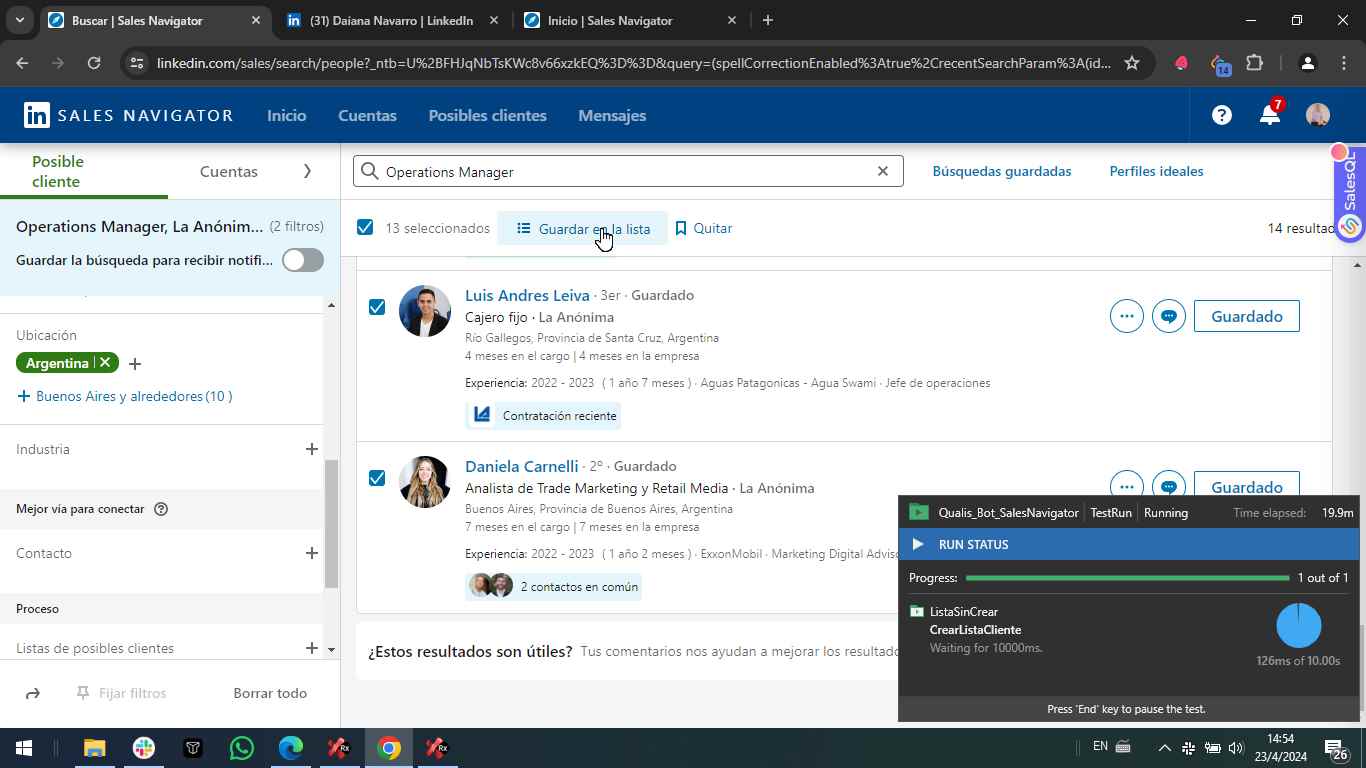 Buscar | Sales Navigator
(31) Daiana Navarro | LinkedIn
Inicio | Sales Navigator
linkedin.com/sales/search/people?_ntb=U%2BFHJqNbTsKWc8v66xzkEQ%3D%3D&query=(spellCorrectionEnabled%3Atrue%2CrecentSearchParam%3A(id...
14
in SALES NAVIGATOR
Inicio
Cuentas
Posibles clientes
Mensajes
7
Posible cliente
Cuentas
Operations Manager
Búsquedas guardadas
Perfiles ideales
SalesQL
Operations Manager, La Anónim... (2 filtros)
Guardar la búsqueda para recibir notifi...
13 seleccionados
Guardar en la lista
Quitar
14 resultad
Ubicación
Argentina
Buenos Aires y alrededores (10 )
Industria
Mejor vía para conectar
Contacto
Proceso
Listas de posibles clientes
Fijar filtros
Borrar todo
Luis Andres Leiva · 3er · Guardado
Cajero fijo · La Anónima
Río Gallegos, Provincia de Santa Cruz, Argentina
4 meses en el cargo | 4 meses en la empresa
Experiencia: 2022 - 2023 ( 1 año 7 meses ) · Aguas Patagonicas - Agua Swami · Jefe de operaciones
Contratación reciente
Guardado
Daniela Carnelli · 2º · Guardado
Analista de Trade Marketing y Retail Media · La Anónima
Buenos Aires, Provincia de Buenos Aires, Argentina
7 meses en el cargo | 7 meses en la empresa
Experiencia: 2022 - 2023 ( 1 año 2 meses ) · ExxonMobil · Marketing Digital Adviso
2 contactos en común
Guardado
¿Estos resultados son útiles? Tus comentarios nos ayudan a mejorar los resultado
Qualis_Bot_SalesNavigator
TestRun
Running
Time elapsed: 19.9m
RUN STATUS
Progress:
1 out of 1
ListaSinCrear
CrearListaCliente
Waiting for 10000ms.
126ms of 10.00s
Press 'End' key to pause the test.
Rx
Rx
EN
14:54
23/4/2024
26